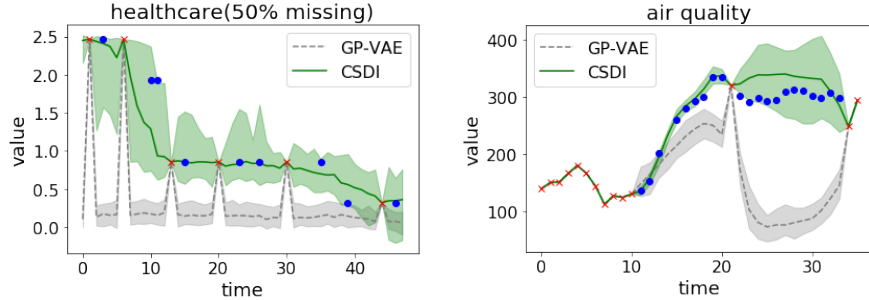 healthcare(50% missing)
2.5
2.0
1.5
1.0
0.5
0.0
value
GP-VAE
CSDI
0
10
20
30
40
time
air quality
400
300
200
100
value
GP-VAE
CSDI
0
10
20
30
time